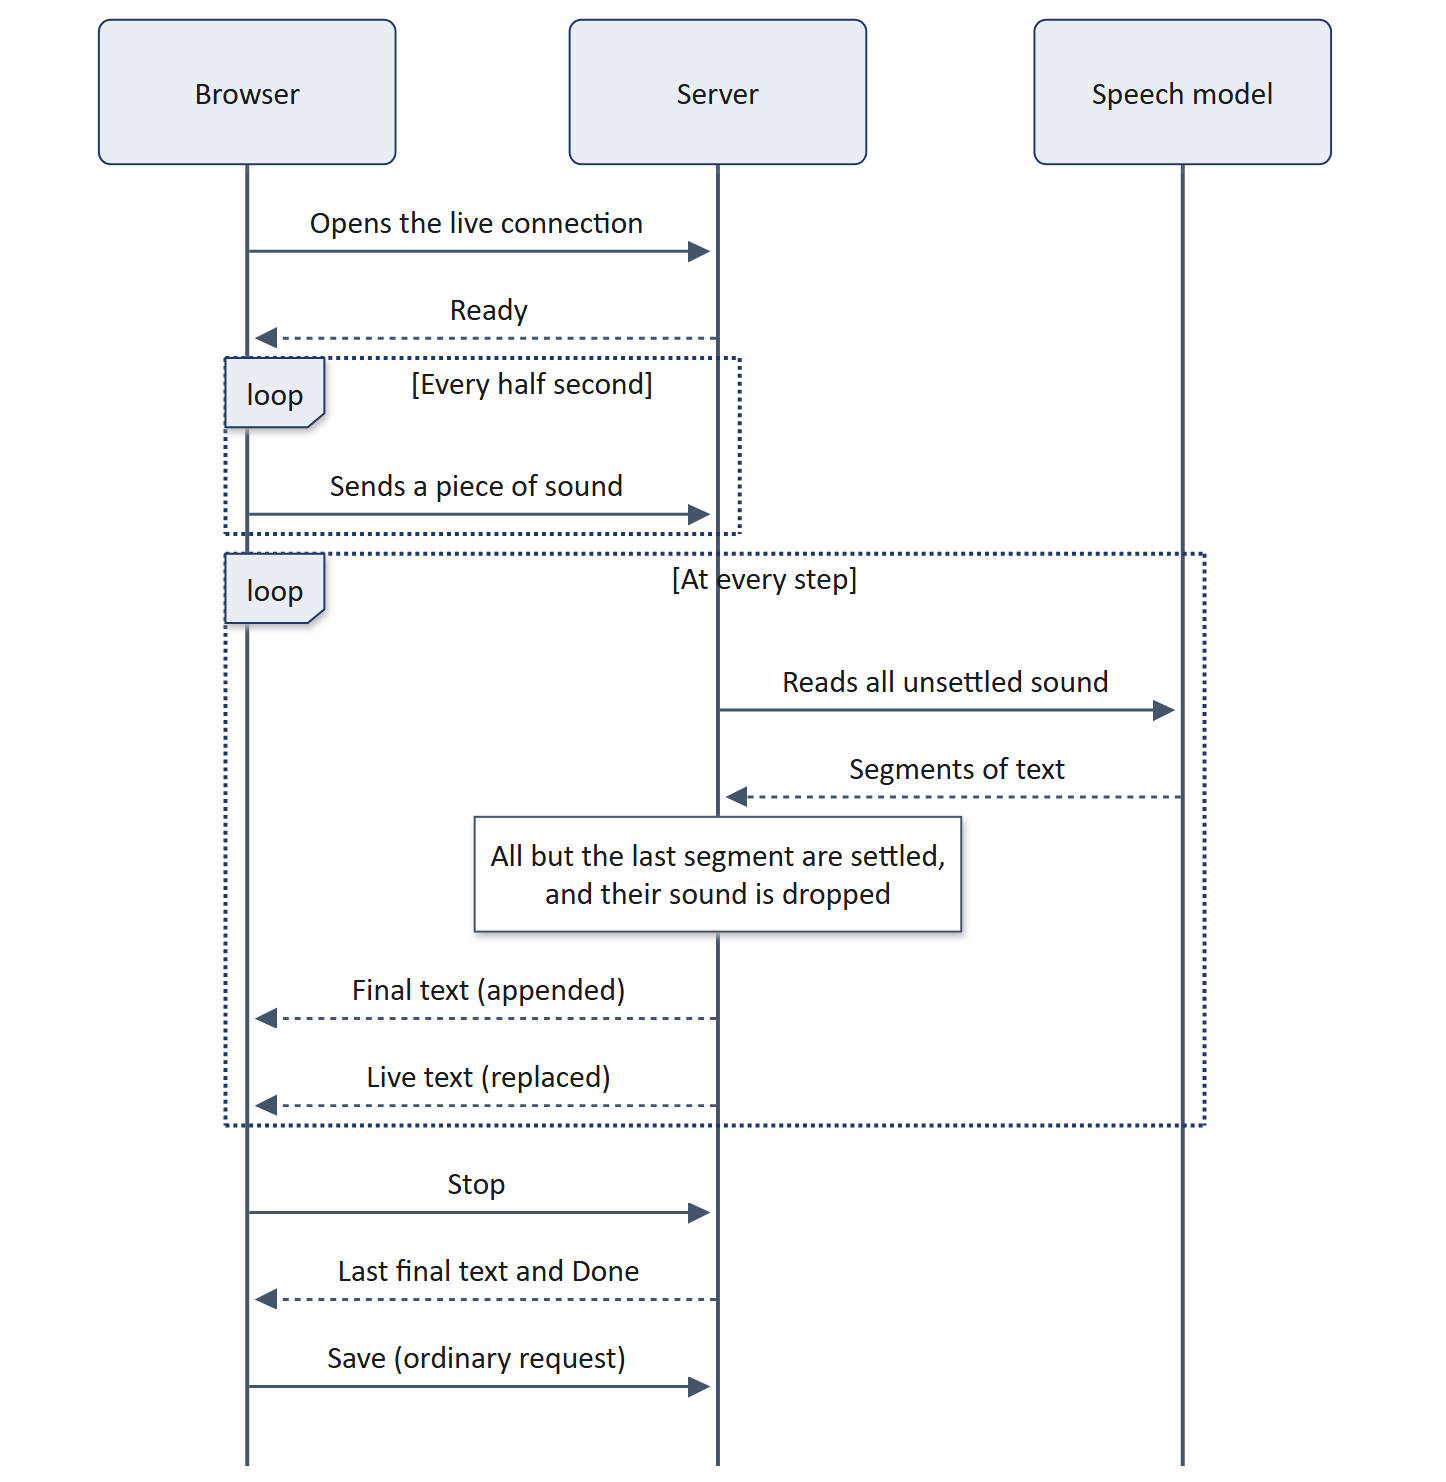 Browser
Server
Speech model
Opens the live connection
Ready
loop
[Every half second]
Sends a piece of sound
loop
[At every step]
Reads all unsettled sound
Segments of text
All but the last segment are settled,
and their sound is dropped
Final text (appended)
Live text (replaced)
Stop
Last final text and Done
Save (ordinary request)